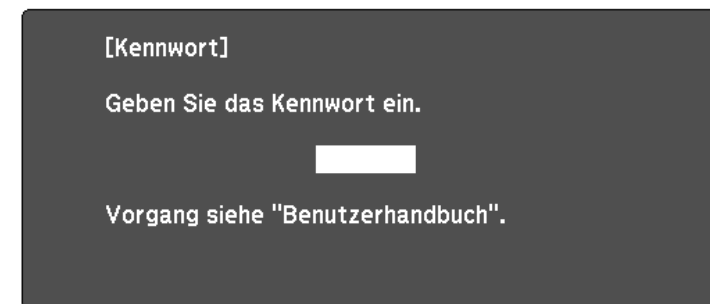 [Kennwort]
Geben Sie das Kennwort ein.
Vorgang siehe "Benutzerhandbuch".